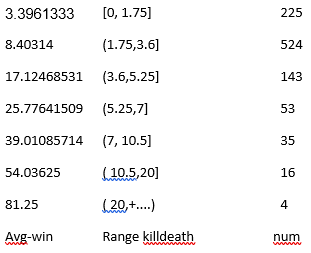 3.3961333 [0, 1.75] 225
8.40314 (1.75,3.6] 524
17.12468531 (3.6,5.25] 143
25.77641509 (5.25,7] 53
39.01085714 (7, 10.5] 35
54.03625 ( 10.5,20] 16
81.25 ( 20,+....) 4
Avg-win Range killdeath num